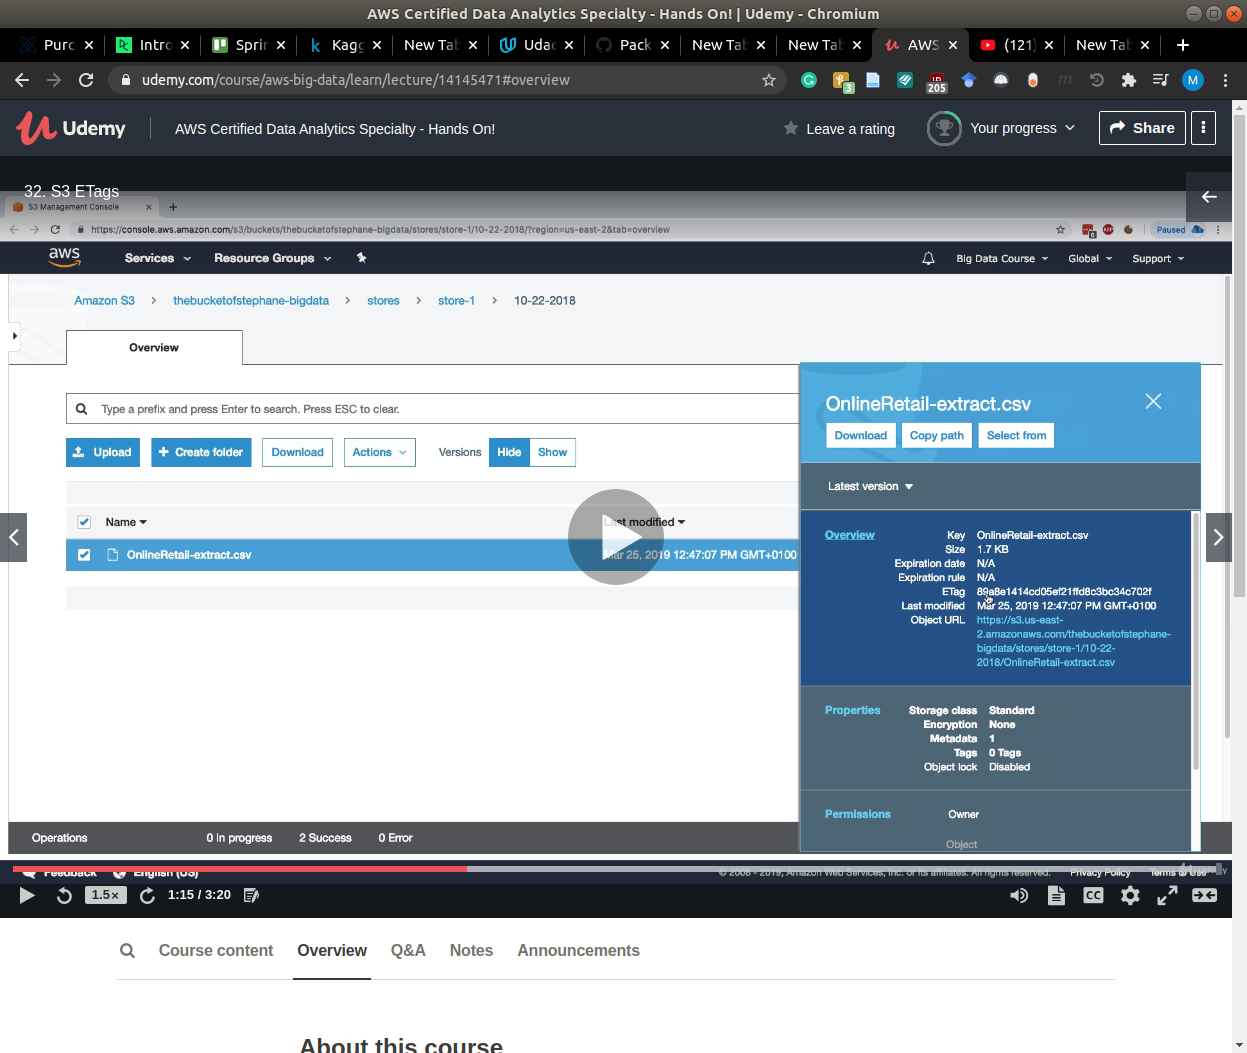 AWS Certified Data Analytics Specialty - Hands On! | Udemy - Chromium
Purc
Intro
Sprir
Kagg
New Tab
Udac
Pack
New Tab
New Tab
AWS
(121)
New Tab
udemy.com/course/aws-big-data/learn/lecture/14145471#overview
3
205
M
Udemy
AWS Certified Data Analytics Specialty - Hands On!
Leave a rating
Your progress
Share
32. S3 ETags
S3 Management Console
https://console.aws.amazon.com/s3/buckets/thebucketofstephane-bigdata/stores/store-1/10-22-2018/?region=us-east-2&tab=overview
Paused
aws
Services
Resource Groups
Big Data Course
Global
Support
Amazon S3 > thebucketofstephane-bigdata > stores > store-1 > 10-22-2018
Overview
Type a prefix and press Enter to search. Press ESC to clear.
Upload
+ Create folder
Download
Actions
Versions
Hide
Show
Name
Last modified
OnlineRetail-extract.csv
Mar 25, 2019 12:47:07 PM GMT+0100
OnlineRetail-extract.csv
Download
Copy path
Select from
Latest version
Overview
Key OnlineRetail-extract.csv
Size 1.7 KB
Expiration date N/A
Expiration rule N/A
ETag 89a8e1414cd05ef21ffd8c3bc34c702f
Last modified Mar 25, 2019 12:47:07 PM GMT+0100
Object URL https://s3.us-east-
2.amazonaws.com/thebucketofstephane-
bigdata/stores/store-1/10-22-
2018/OnlineRetail-extract.csv
Properties
Storage class Standard
Encryption None
Metadata 1
Tags 0 Tags
Object lock Disabled
Permissions
Owner
Object
Operations
0 In progress
2 Success
0 Error
Feedback
English (US)
© 2008 - 2019, Amazon Web Services, Inc. or its affiliates. All rights reserved.
Privacy Policy
Terms of Use
1.5×
1:15 / 3:20
CC
Course content
Overview
Q&A
Notes
Announcements
About this course